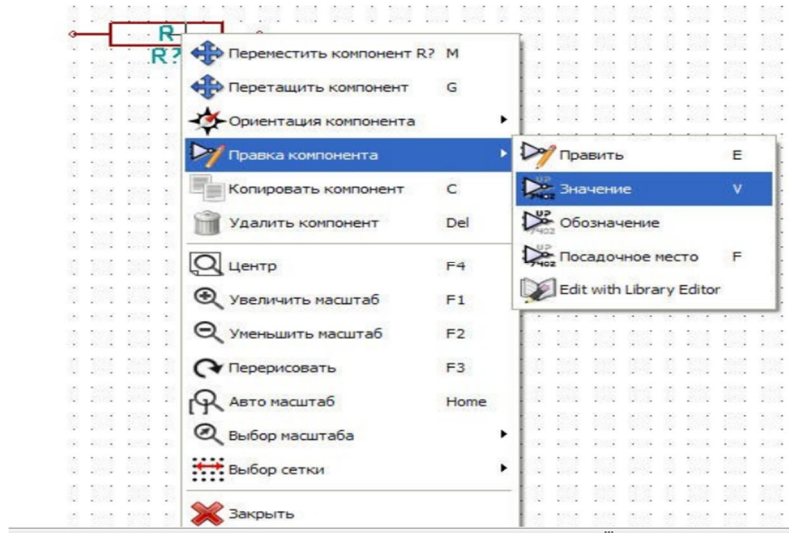 R
R?
Переместить компонент R? M
Перетащить компонент G
Ориентация компонента
Правка компонента
Копировать компонент C
Удалить компонент Del
Центр F4
Увеличить масштаб F1
Уменьшить масштаб F2
Перерисовать F3
Авто масштаб Home
Выбор масштаба
Выбор сетки
Закрыть
Править E
Значение V
Обозначение
Посадочное место F
Edit with Library Editor